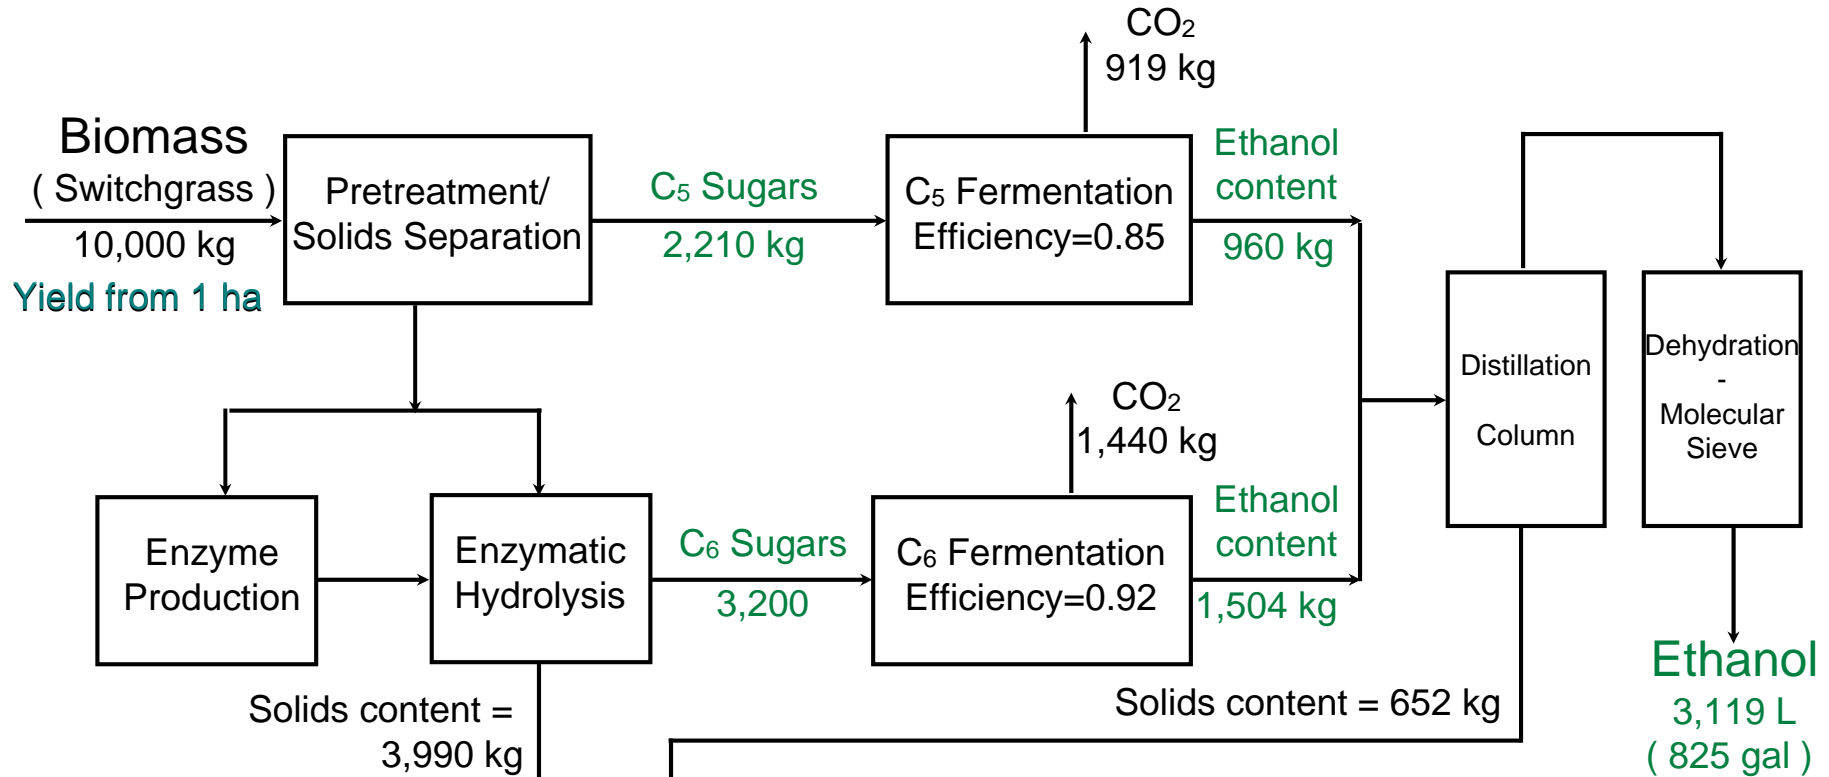 CO2
919 kg
Biomass
( Switchgrass )
10,000 kg
Yield from 1 ha
Pretreatment/
Solids Separation
C5 Sugars
2,210 kg
C5 Fermentation
Efficiency=0.85
Ethanol
content
960 kg
Distillation
Column
Dehydration
-
Molecular
Sieve
CO2
1,440 kg
Enzyme
Production
Enzymatic
Hydrolysis
C6 Sugars
3,200
C6 Fermentation
Efficiency=0.92
Ethanol
content
1,504 kg
Solids content =
3,990 kg
Solids content = 652 kg
Ethanol
3,119 L
( 825 gal )